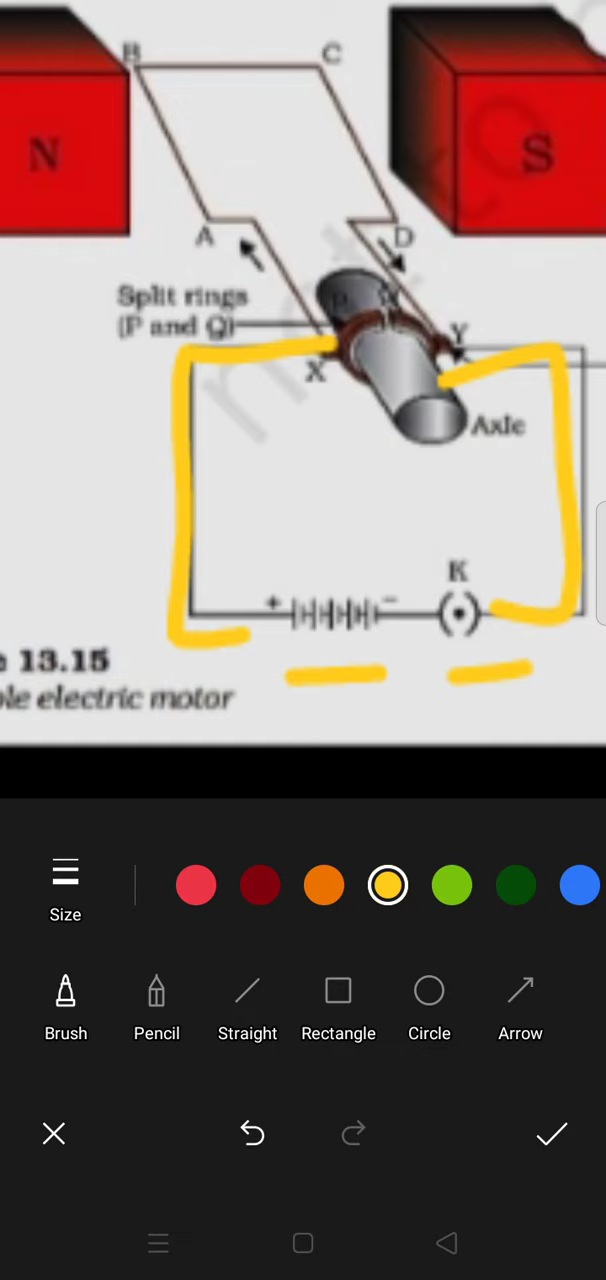 B
C
N
S
A
D
Split rings
(P and Q)
Y
X
Axle
K
+
−
13.15
electric motor
Size
Brush
Pencil
Straight
Rectangle
Circle
Arrow